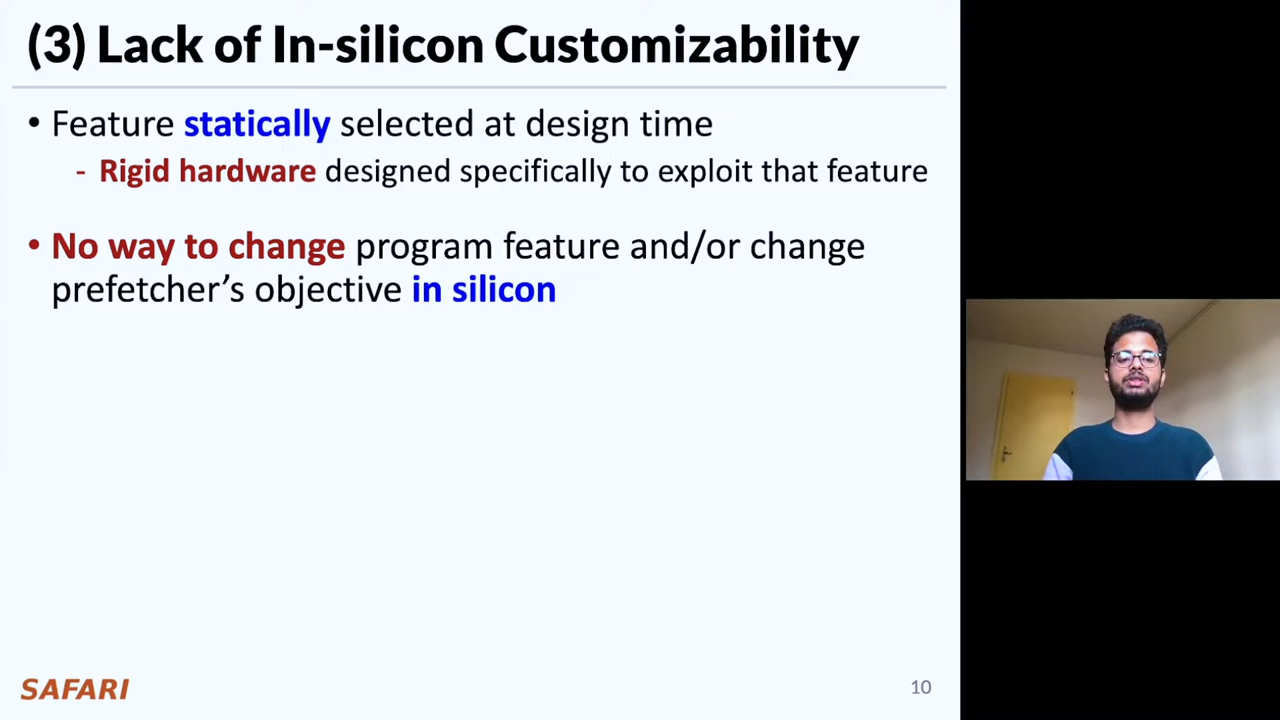 (3) Lack of In-silicon Customizability
• Feature statically selected at design time
- Rigid hardware designed specifically to exploit that feature
• No way to change program feature and/or change
prefetcher’s objective in silicon
SAFARI
10